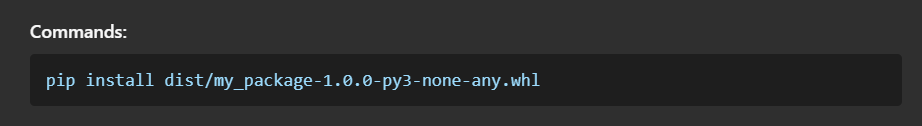 Commands:
pip install dist/my_package-1.0.0-py3-none-any.whl